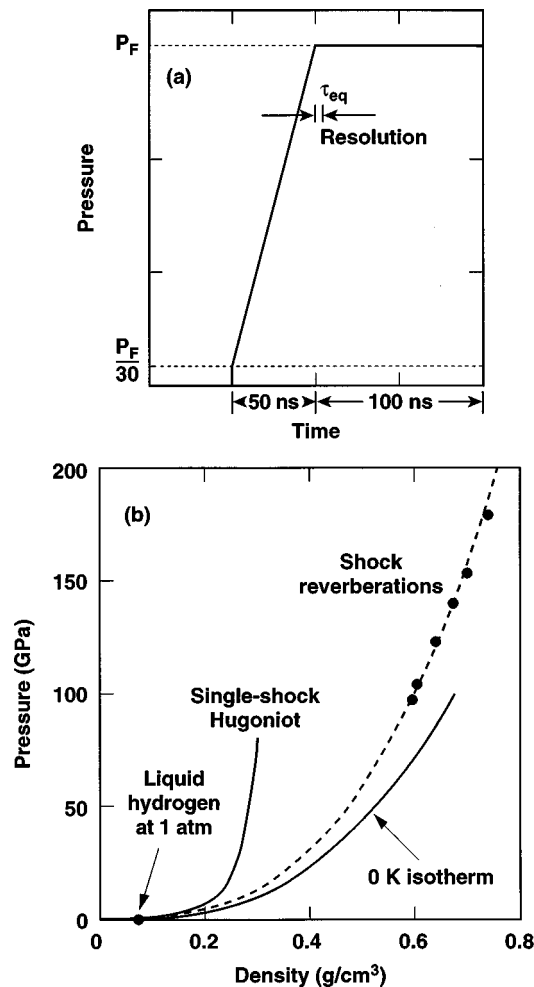 P_F
(a)
τ_eq
Resolution
Pressure
P_F
30
50 ns
100 ns
Time
200
(b)
Shock
reverberations
150
Pressure (GPa)
100
Single-shock
Hugoniot
Liquid
hydrogen
at 1 atm
50
0 K isotherm
0
0
0.2
0.4
0.6
0.8
Density (g/cm³)